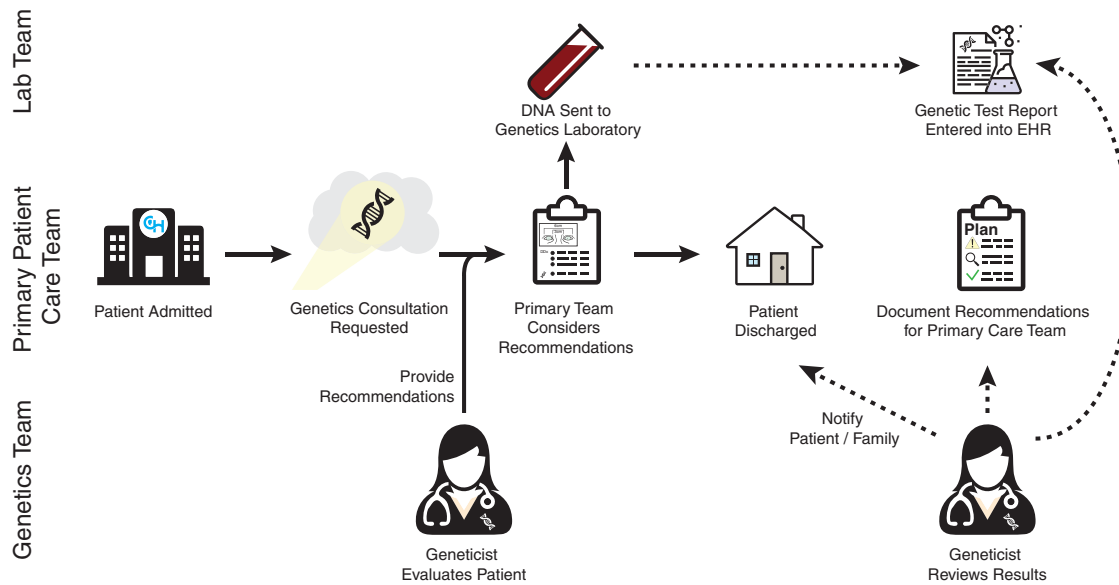 Lab Team
DNA Sent to
Genetics Laboratory
Genetic Test Report
Entered into EHR
Primary Patient
Care Team
Patient Admitted
Genetics Consultation
Requested
Primary Team
Considers
Recommendations
Patient
Discharged
Plan
Document Recommendations
for Primary Care Team
Genetics Team
Provide
Recommendations
Geneticist
Evaluates Patient
Notify
Patient / Family
Geneticist
Reviews Results